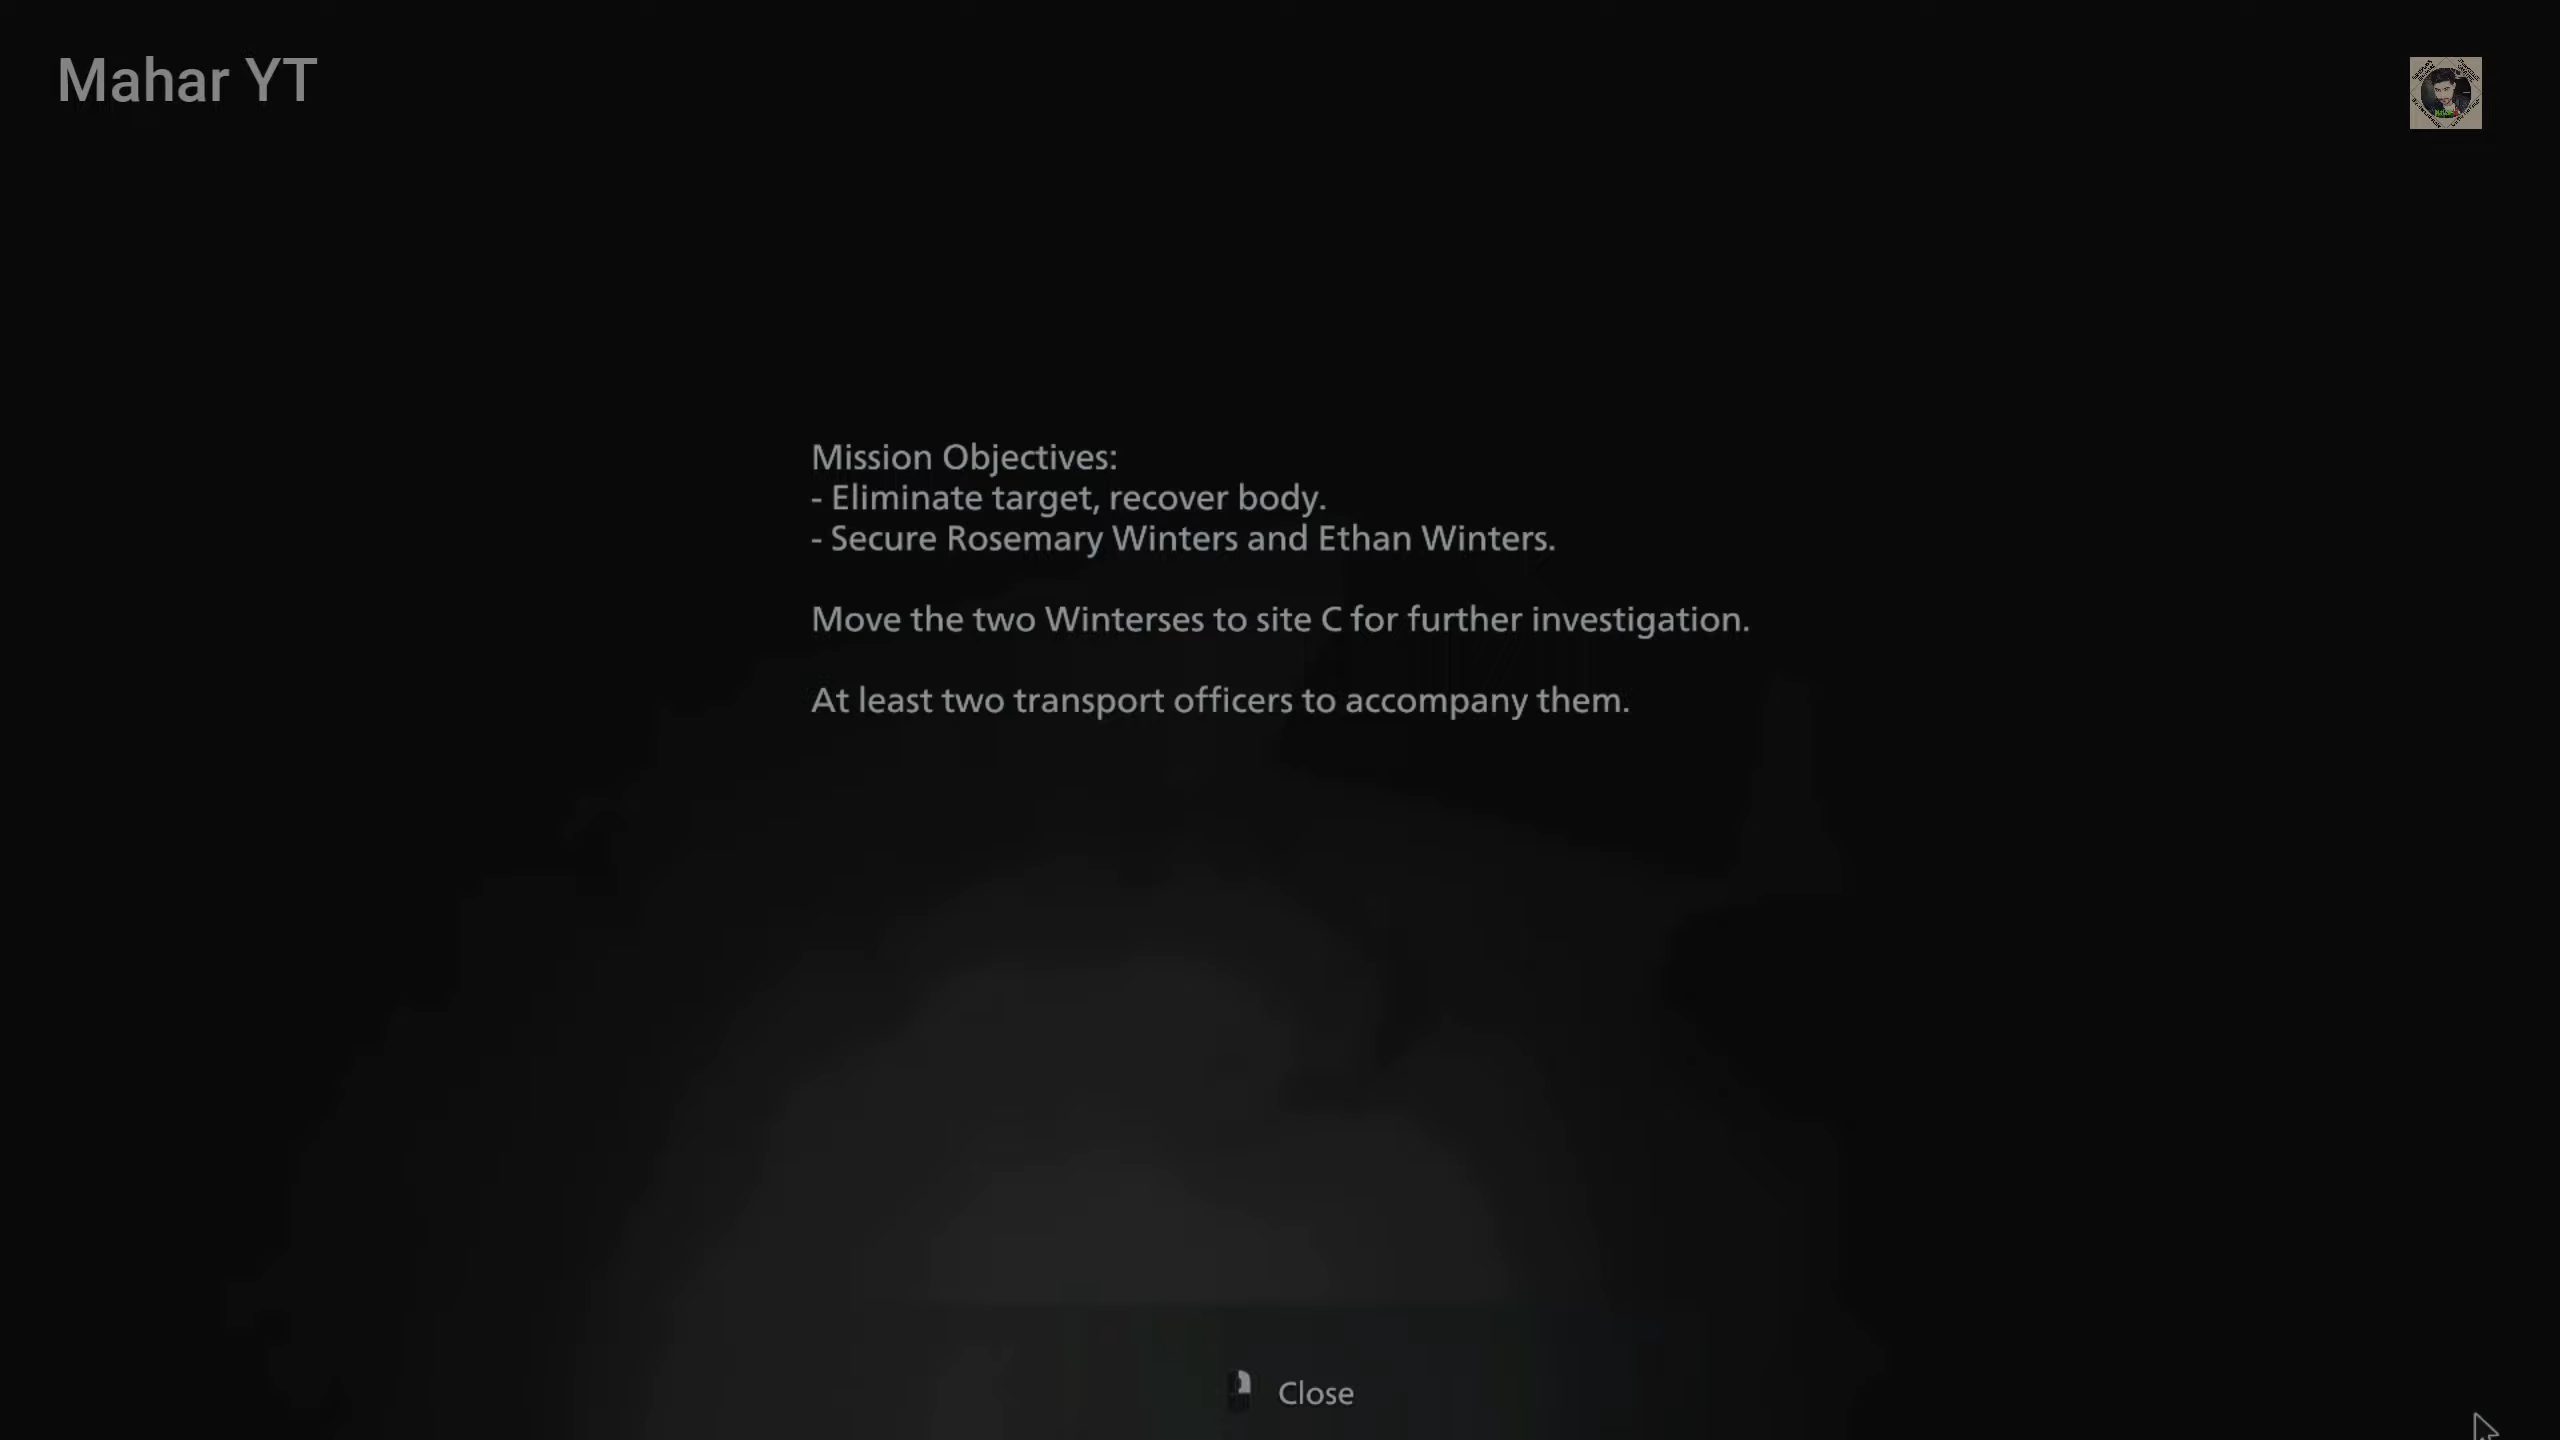 Mahar YT
Mission Objectives:
- Eliminate target, recover body.
- Secure Rosemary Winters and Ethan Winters.
Move the two Winterses to site C for further investigation.
At least two transport officers to accompany them.
Close